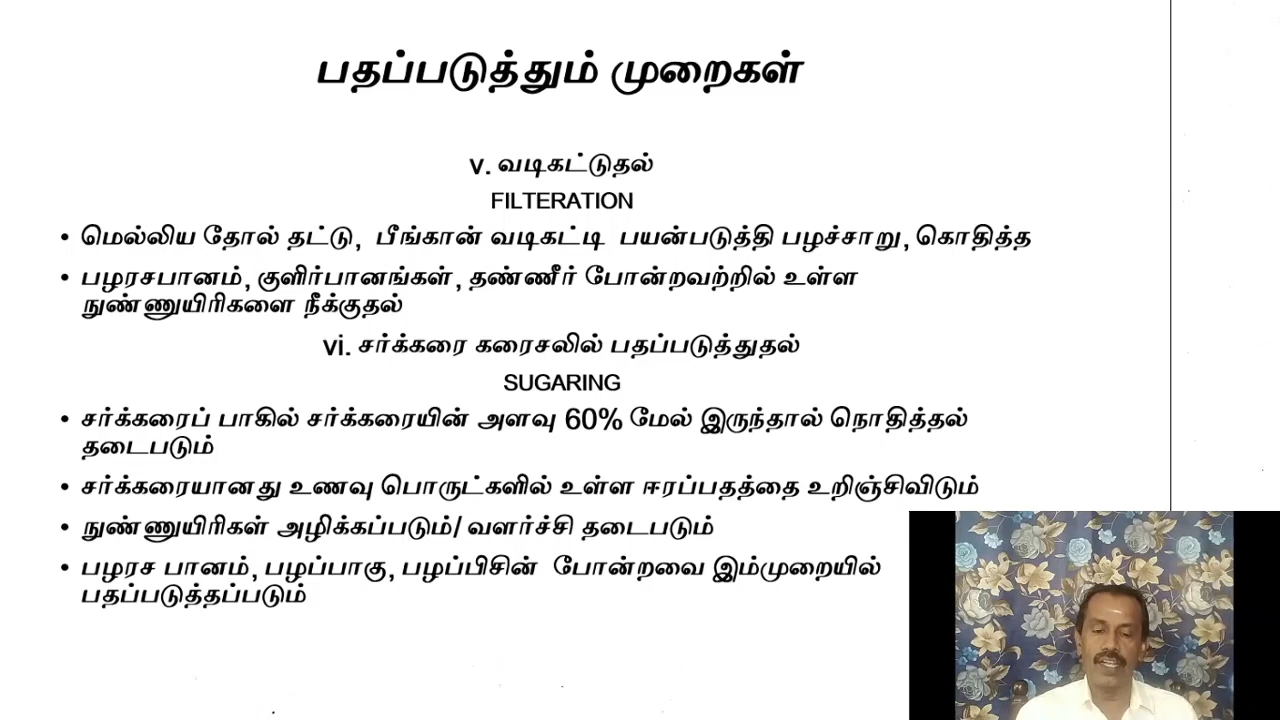 பதப்படுத்தும் முறைகள்
v. வடிகட்டுதல்
FILTERATION
• மெல்லிய தோல் தட்டு, பீங்கான் வடிகட்டி பயன்படுத்தி பழச்சாறு, கொதித்த
• பழரசபானம், குளிர்பானங்கள், தண்ணீர் போன்றவற்றில் உள்ள
நுண்ணுயிரிகளை நீக்குதல்
vi. சர்க்கரை கரைசலில் பதப்படுத்துதல்
SUGARING
• சர்க்கரைப் பாகில் சர்க்கரையின் அளவு 60% மேல் இருந்தால் நொதித்தல்
தடைபடும்
• சர்க்கரையானது உணவு பொருட்களில் உள்ள ஈரப்பதத்தை உறிஞ்சிவிடும்
• நுண்ணுயிரிகள் அழிக்கப்படும்/ வளர்ச்சி தடைபடும்
• பழரச பானம், பழப்பாகு, பழப்பிசின் போன்றவை இம்முறையில்
பதப்படுத்தப்படும்